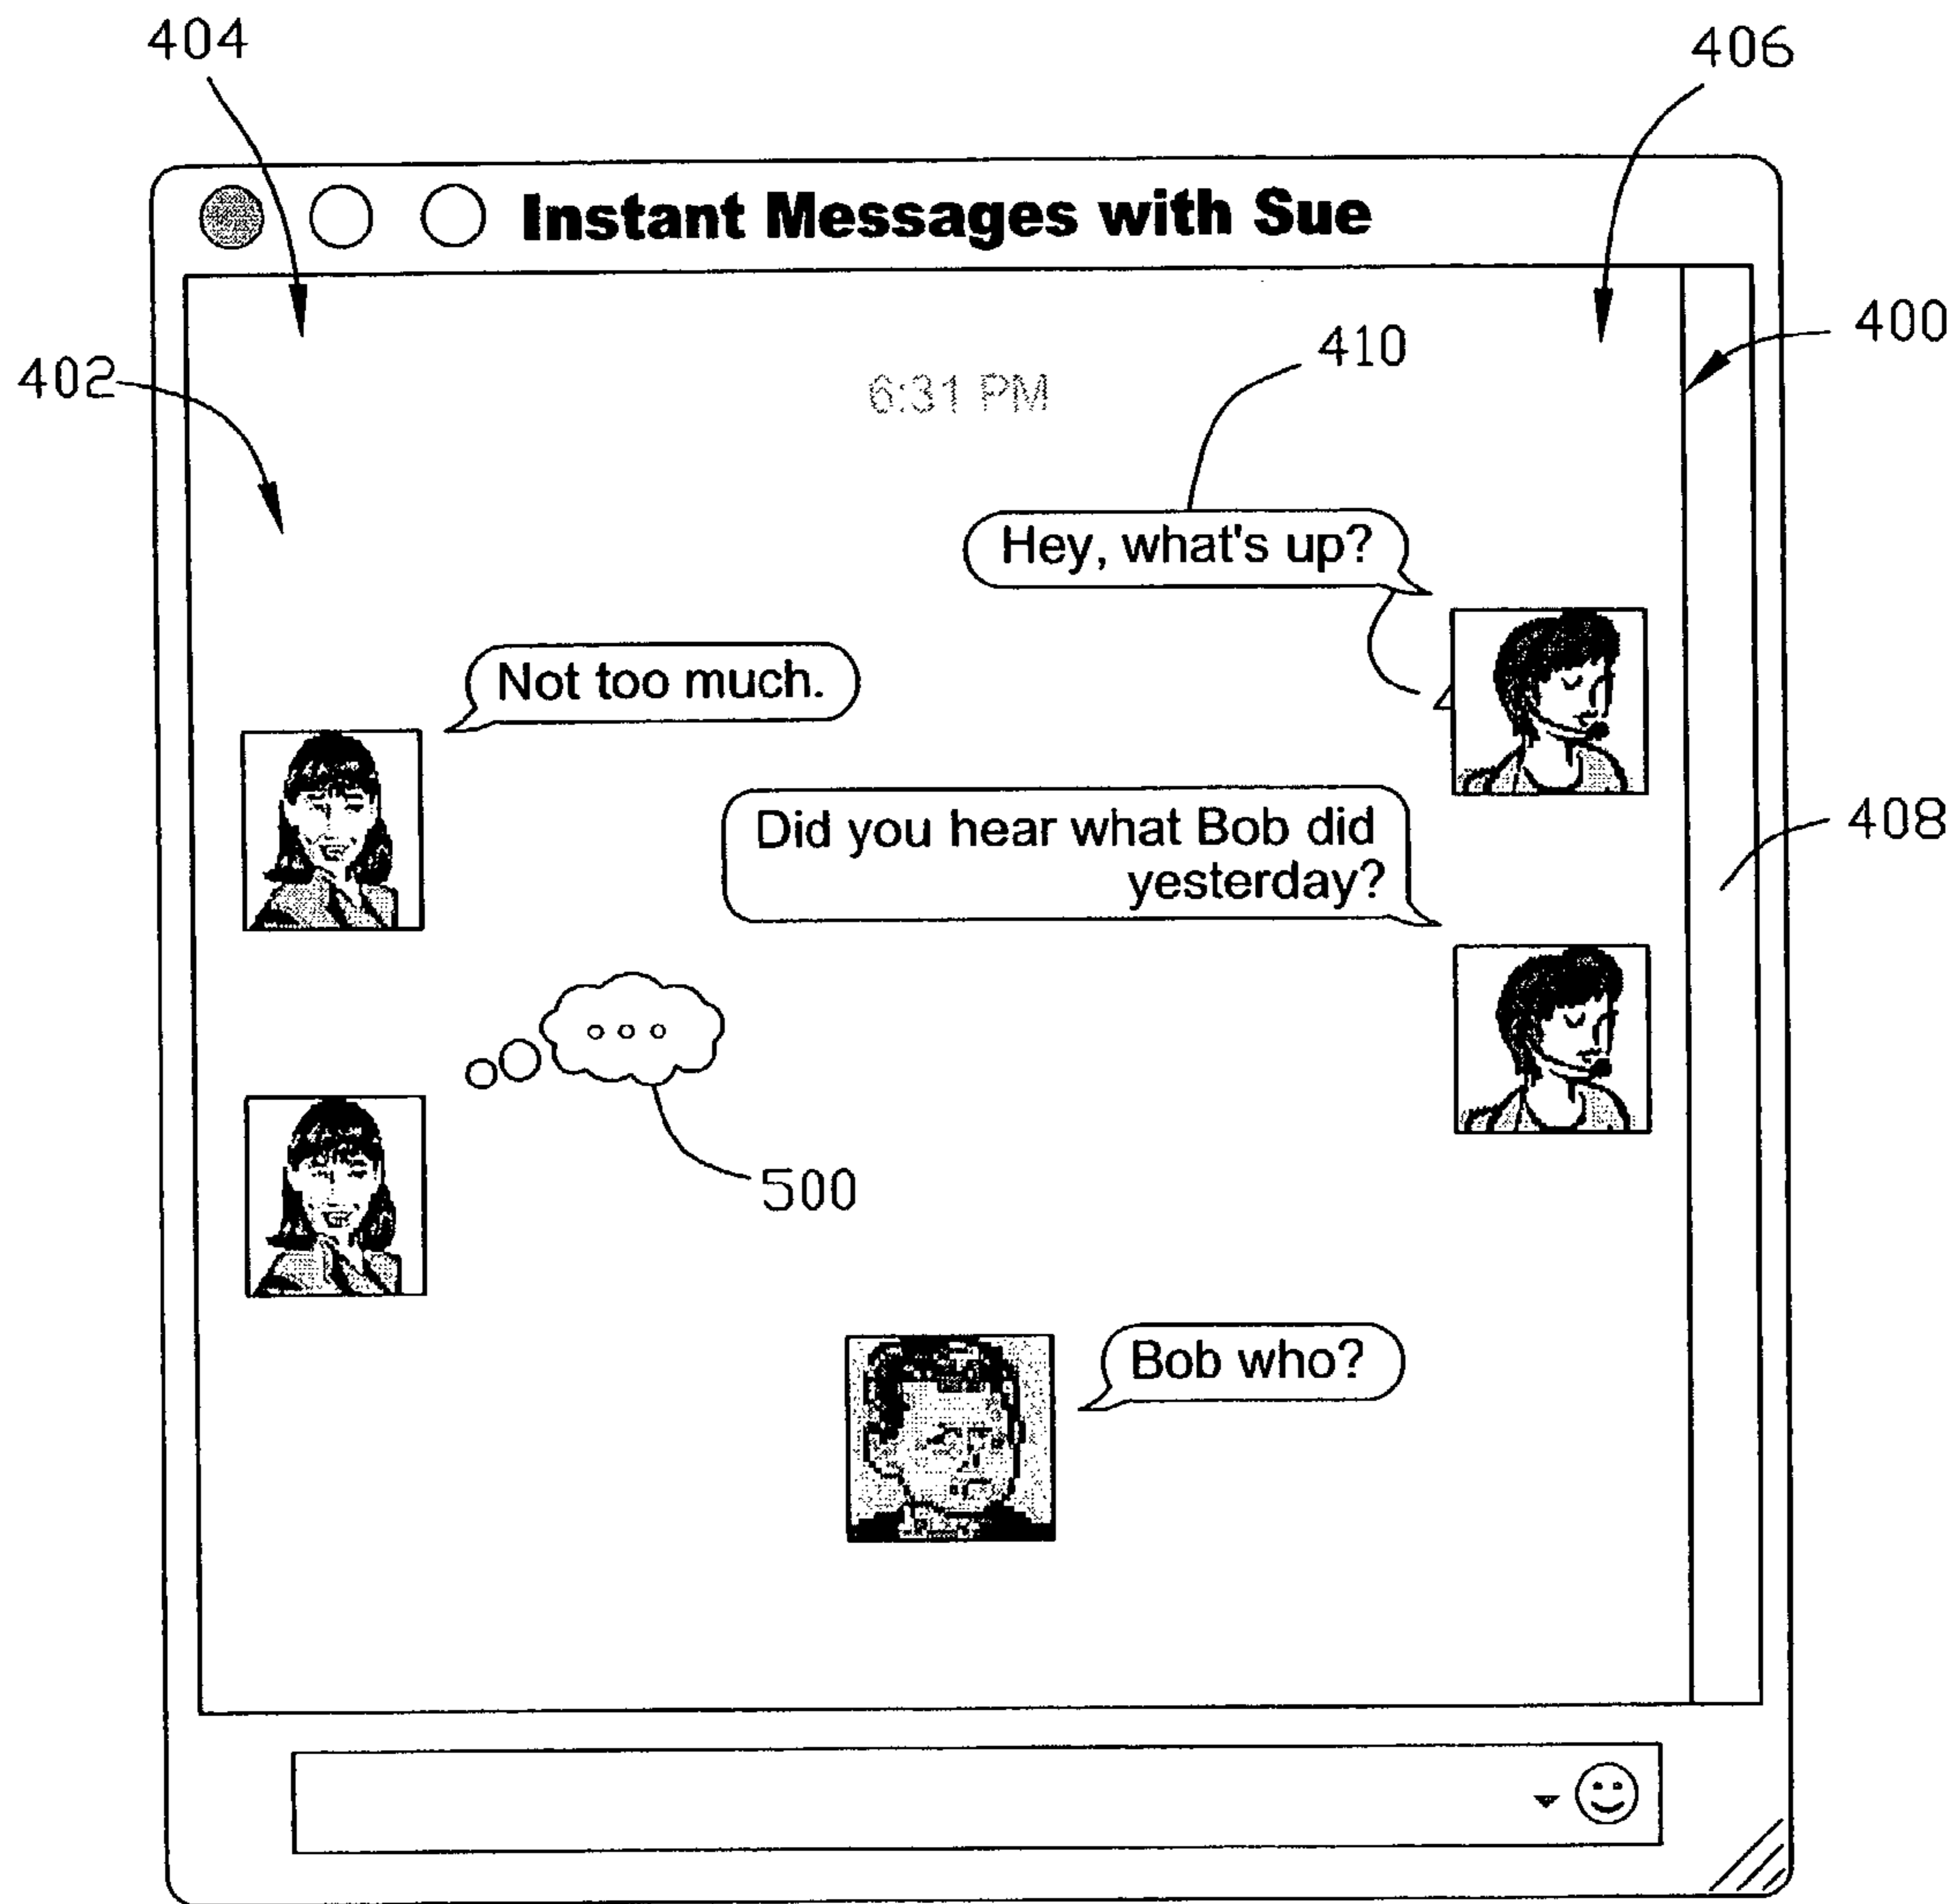 404
406
Instant Messages with Sue
400
410
402
6:31 PM
Hey, what's up?
Not too much.
4
Did you hear what Bob did
yesterday?
408
500
Bob who?